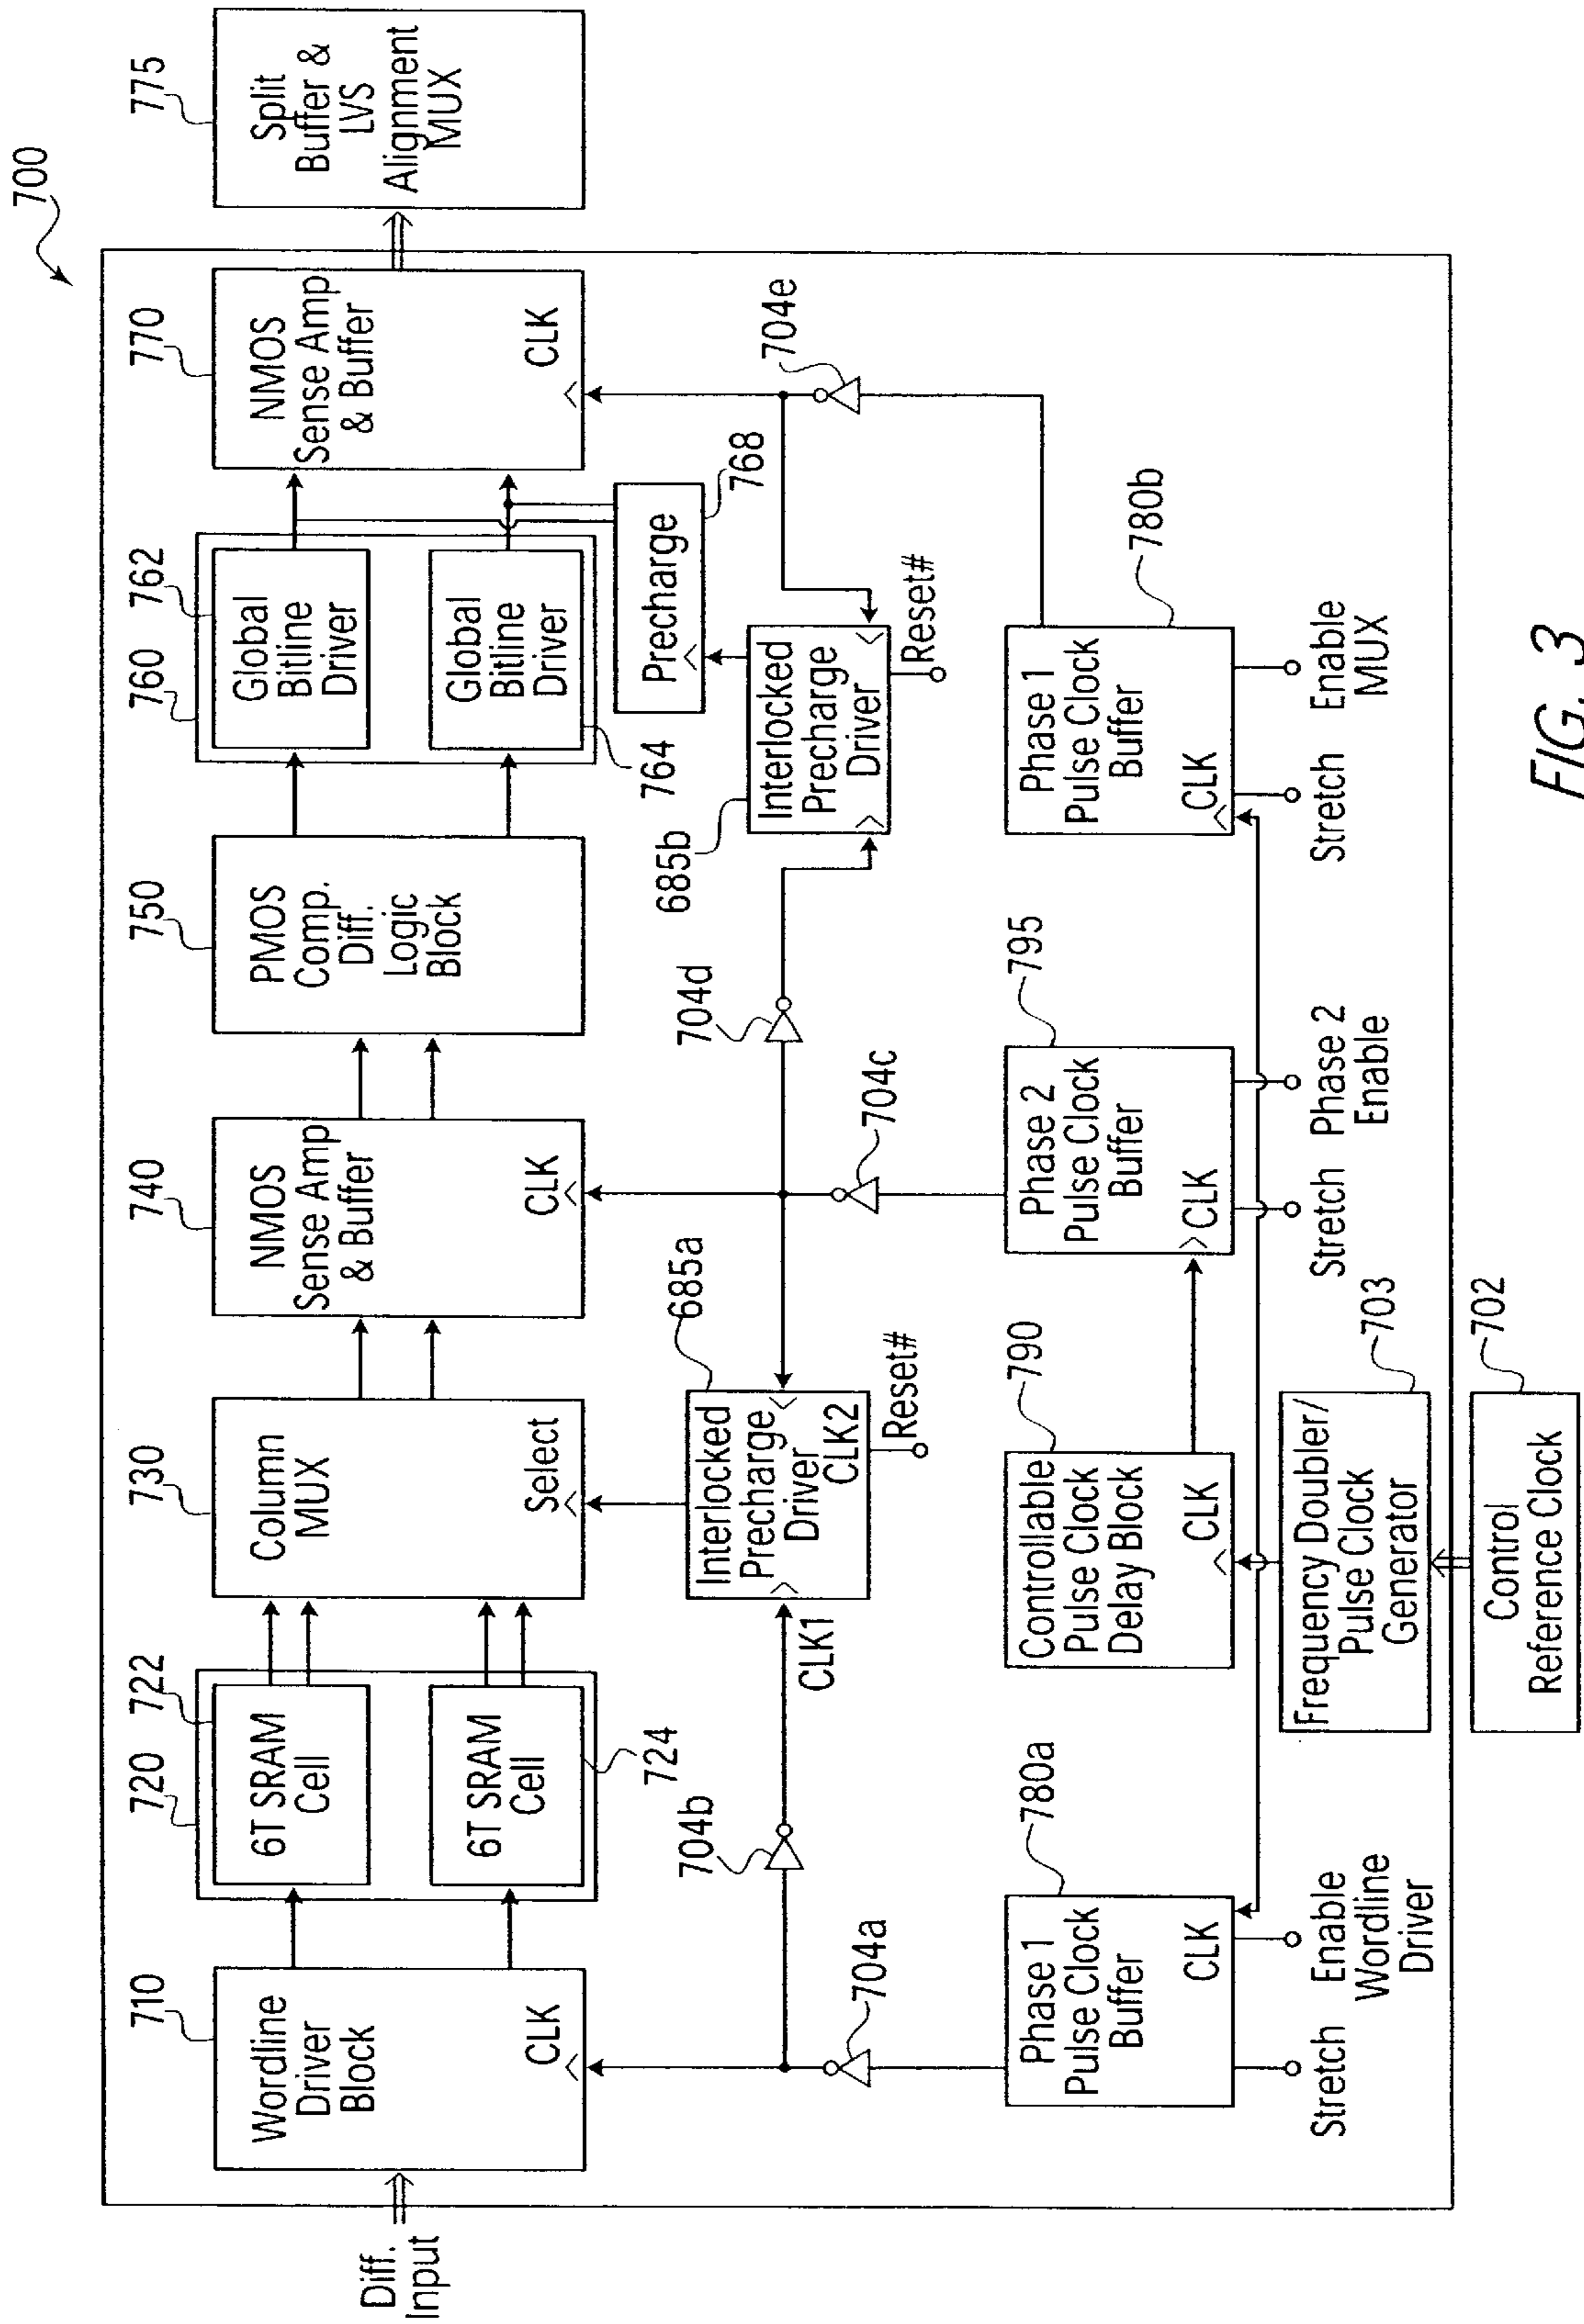 700
710
720
722
730
740
750
760
762
770
775
Diff.
Input
Wordline
Driver
Block
CLK
6T SRAM
Cell
6T SRAM
Cell
724
Column
MUX
Select
NMOS
Sense Amp
& Buffer
CLK
PMOS
Comp.
Diff.
Logic
Block
Global
Bitline
Driver
Global
Bitline
Driver
764
NMOS
Sense Amp
& Buffer
CLK
Split
Buffer &
LVS
Alignment
MUX
Precharge
768
704b
CLK1
685a
Interlocked
Precharge
Driver
CLK2
Reset#
704d
685b
Interlocked
Precharge
Driver
Reset#
704a
704c
704e
780a
Phase 1
Pulse Clock
Buffer
CLK
Stretch
Enable
Wordline
Driver
790
Controllable
Pulse Clock
Delay Block
CLK
795
Phase 2
Pulse Clock
Buffer
CLK
Stretch
Phase 2
Enable
780b
Phase 1
Pulse Clock
Buffer
CLK
Stretch
Enable
MUX
Frequency Doubler/
Pulse Clock
Generator
703
Control
Reference Clock
702
FIG. 3